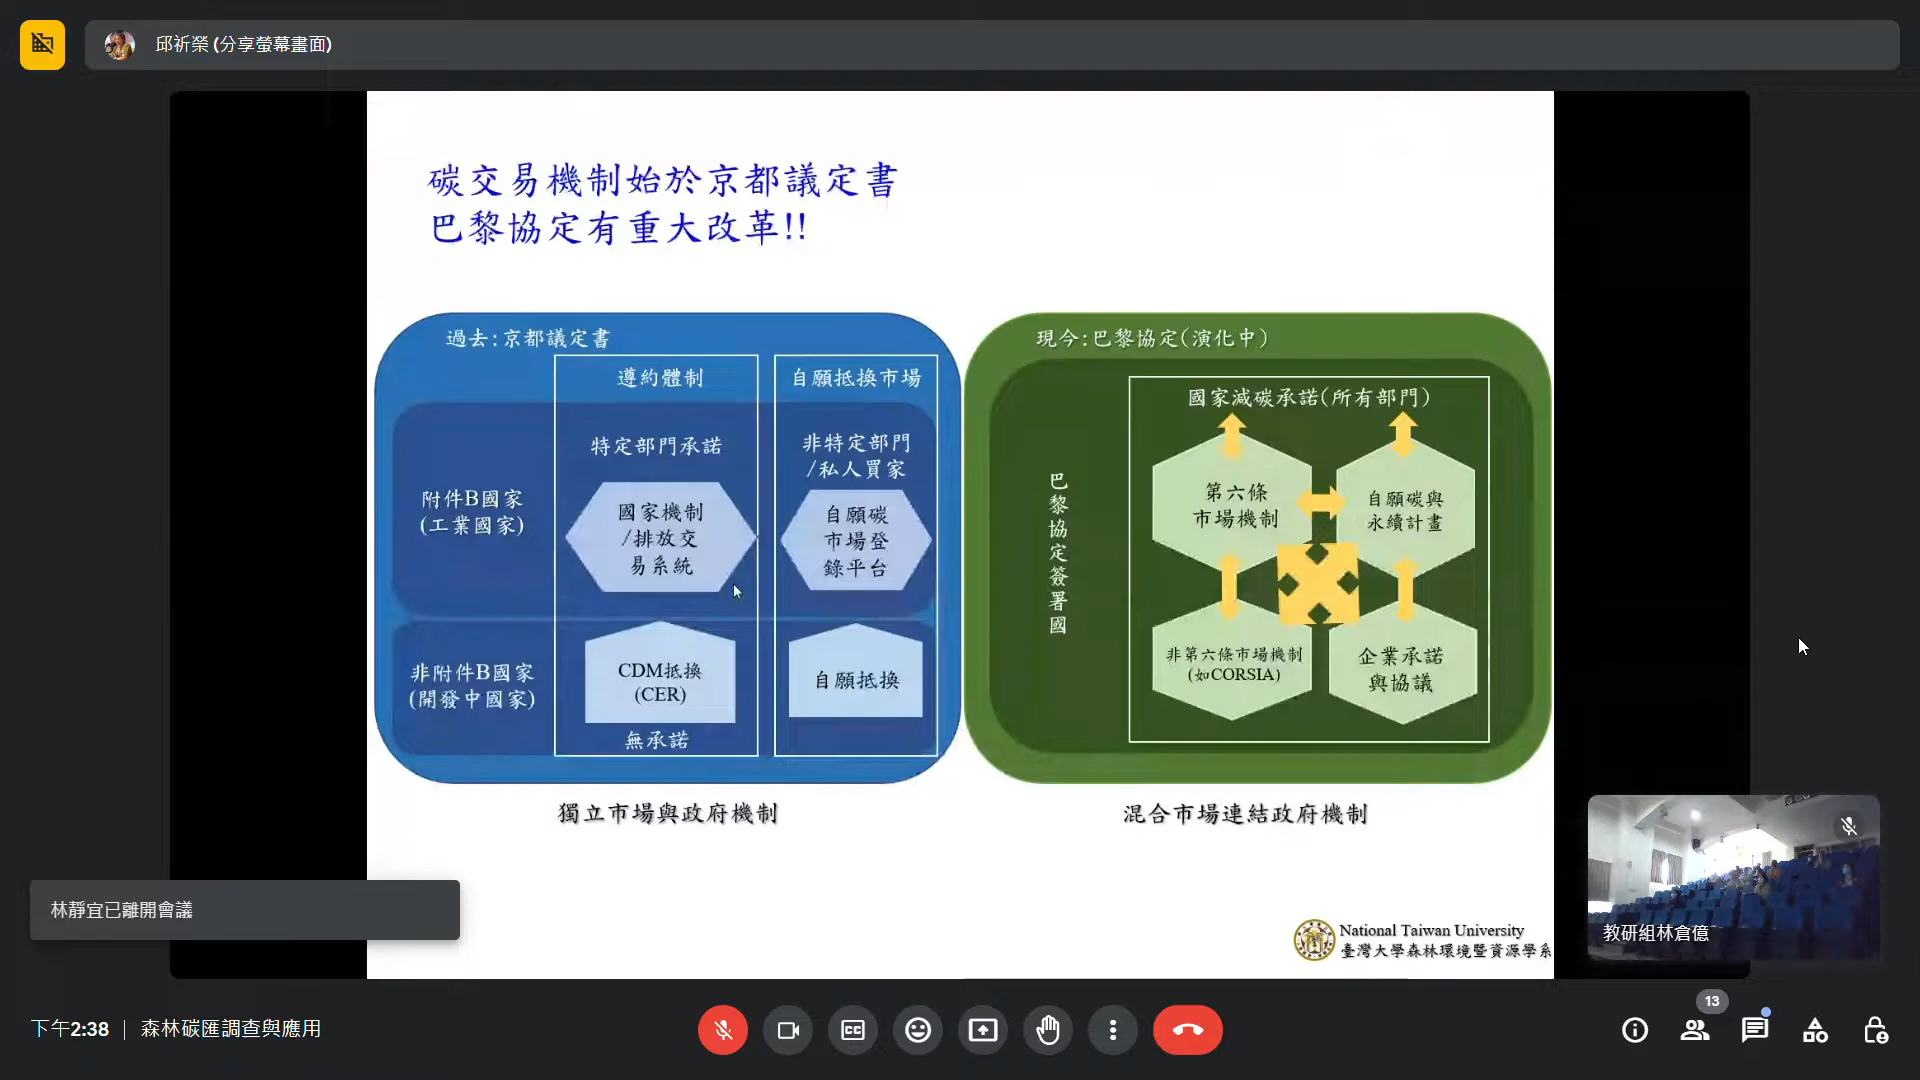 邱祈榮 (分享螢幕畫面)
碳交易機制始於京都議定書
巴黎協定有重大改革!!
過去:京都議定書
遵約體制
自願抵換市場
附件B國家
(工業國家)
特定部門承諾
國家機制
/排放交
易系統
非特定部門
/私人買家
自願碳
市場登
錄平台
非附件B國家
(開發中國家)
CDM抵換
(CER)
無承諾
自願抵換
獨立市場與政府機制
現今:巴黎協定(演化中)
巴黎協定簽署國
國家減碳承諾(所有部門)
第六條
市場機制
自願碳與
永續計畫
非第六條市場機制
(如CORSIA)
企業承諾
與協議
混合市場連結政府機制
National Taiwan University
臺灣大學森林環境暨資源學系
教研組林倉億
林靜宜已離開會議
下午2:38 | 森林碳匯調查與應用
13